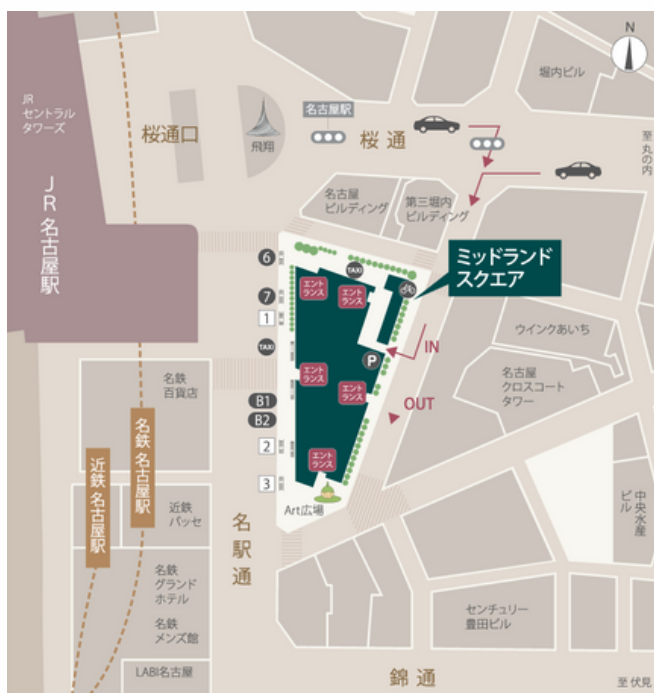 N
堀内ビル
JR
セントラル
タワーズ
桜通口
飛翔
名古屋駅
桜通
至丸の内
JR名古屋駅
名古屋
ビルディング
第三堀内
ビルディング
6
TAXI
ミッドランド
スクエア
エント
ランス
エント
ランス
7
1
ウインクあいち
IN
TAXI
P
名鉄
百貨店
エント
ランス
エント
ランス
名古屋
クロスコート
タワー
B1
B2
OUT
名鉄名古屋駅
近鉄名古屋駅
2
エント
ランス
3
近鉄
パッセ
名駅通
Art広場
中央水産
ビル
名鉄
グランド
ホテル
名鉄
メンズ館
センチュリー
豊田ビル
LABI名古屋
錦通
至伏見